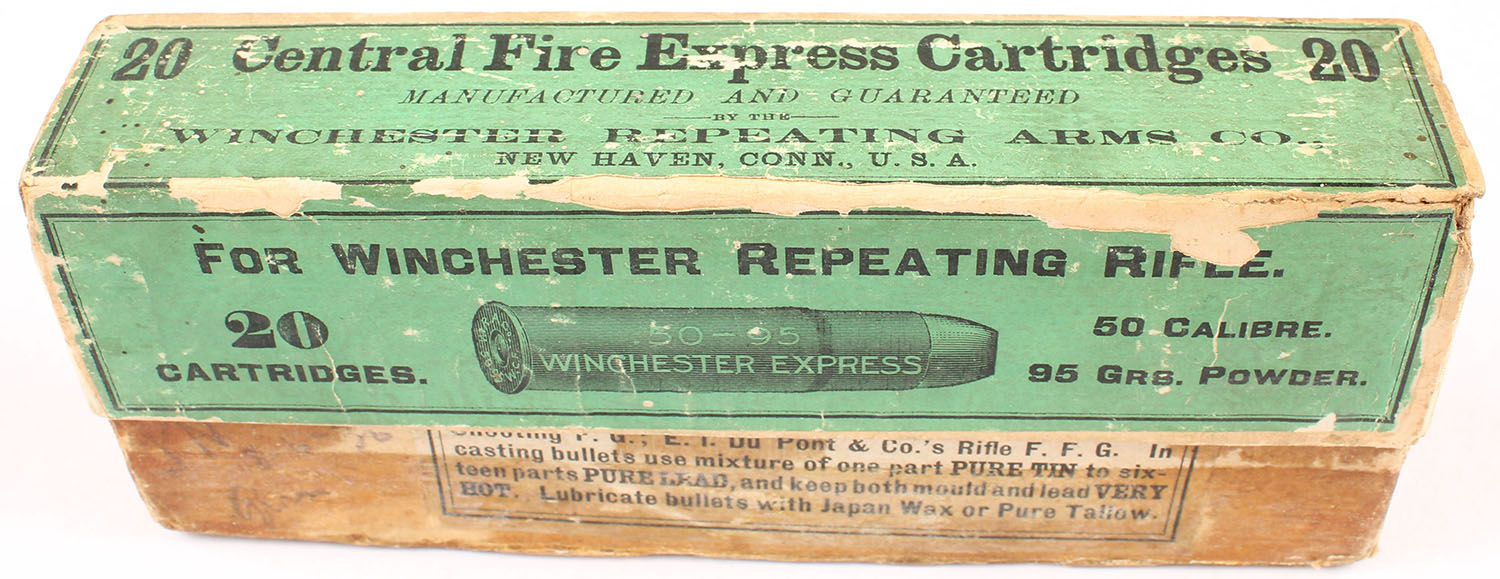 20 Central Fire Express Cartridges 20
MANUFACTURED AND GUARANTEED
BY THE
WINCHESTER REPEATING ARMS CO.,
NEW HAVEN, CONN., U. S. A.
FOR WINCHESTER REPEATING RIFLE.
20
CARTRIDGES.
.50-95
WINCHESTER EXPRESS
50 CALIBRE.
95 GRS. POWDER.
Shooting F. G.; E. I. Du Pont & Co.'s Rifle F. F. G. In
casting bullets use mixture of one part PURE TIN to six-
teen parts PURE LEAD, and keep both mould and lead VERY
HOT. Lubricate bullets with Japan Wax or Pure Tallow.